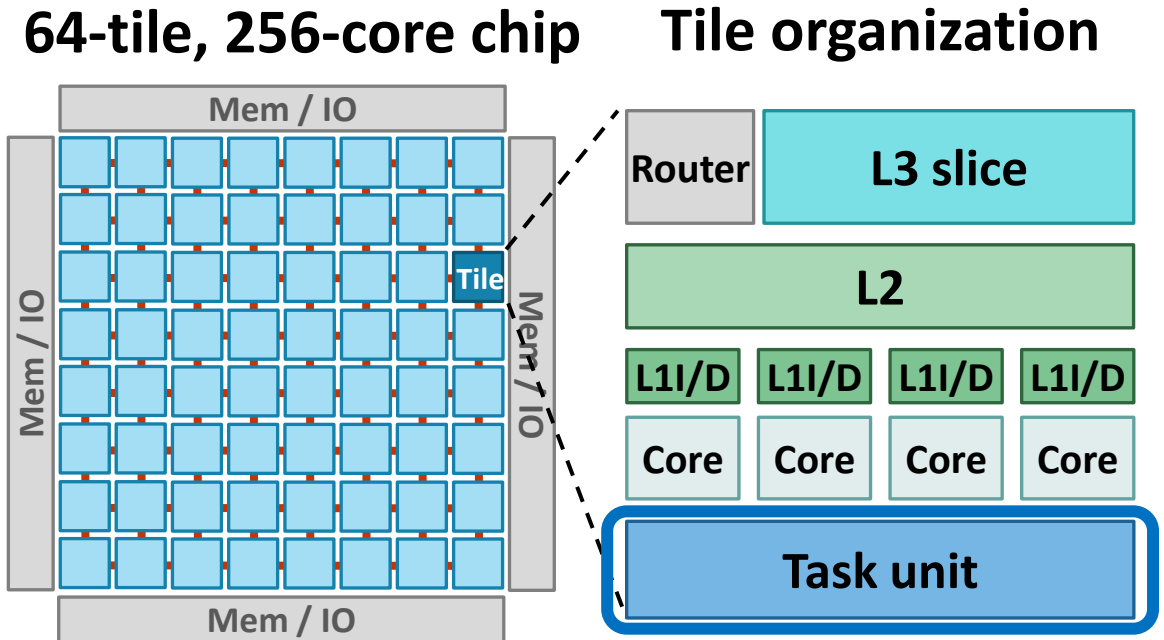 64-tile, 256-core chip
Tile organization
Mem / IO
Mem / IO
Tile
Mem / IO
Mem / IO
Router
L3 slice
L2
L1I/D L1I/D L1I/D L1I/D
Core Core Core Core
Task unit